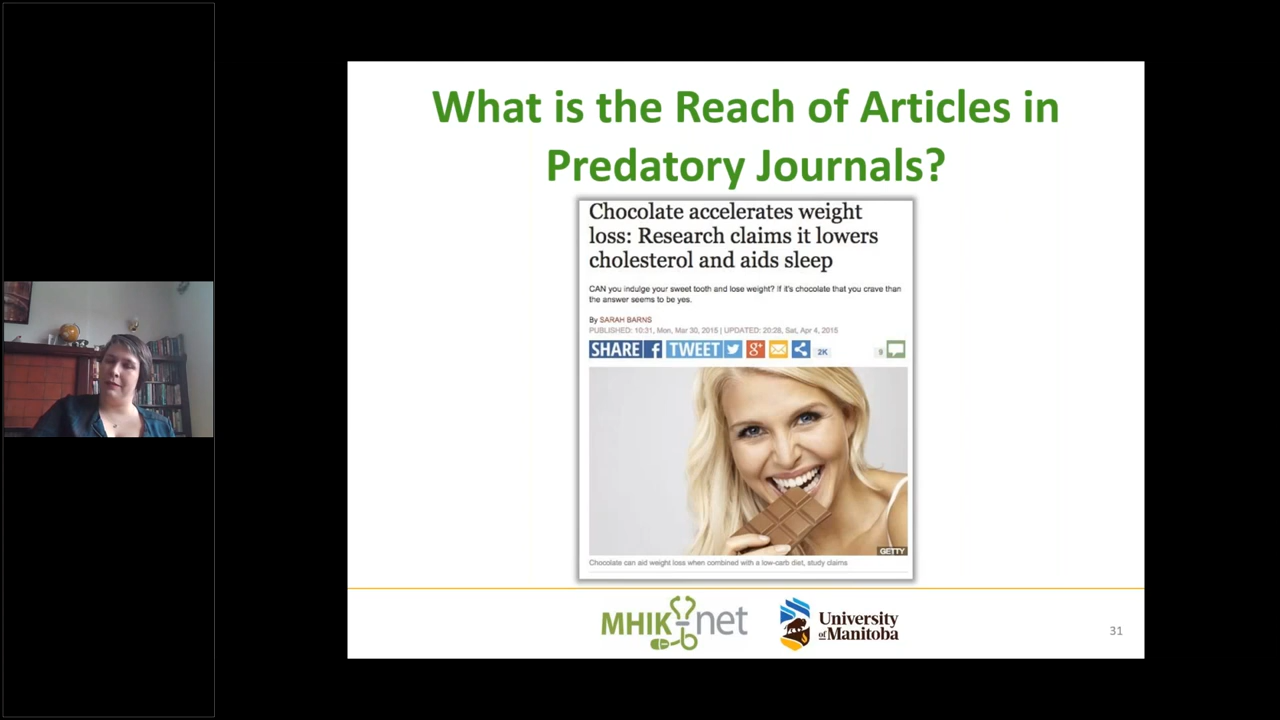 What is the Reach of Articles in
Predatory Journals?
Chocolate accelerates weight
loss: Research claims it lowers
cholesterol and aids sleep
CAN you indulge your sweet tooth and lose weight? If it's chocolate that you crave than
the answer seems to be yes.
By SARAH BARNS
PUBLISHED: 10:31, Mon, Mar 30, 2015 | UPDATED: 20:28, Sat, Apr 4, 2015
SHARE f TWEET g+ 2K 9
GETTY
Chocolate can aid weight loss when combined with a low-carb diet, study claims
MHIK-net
University
of Manitoba
31